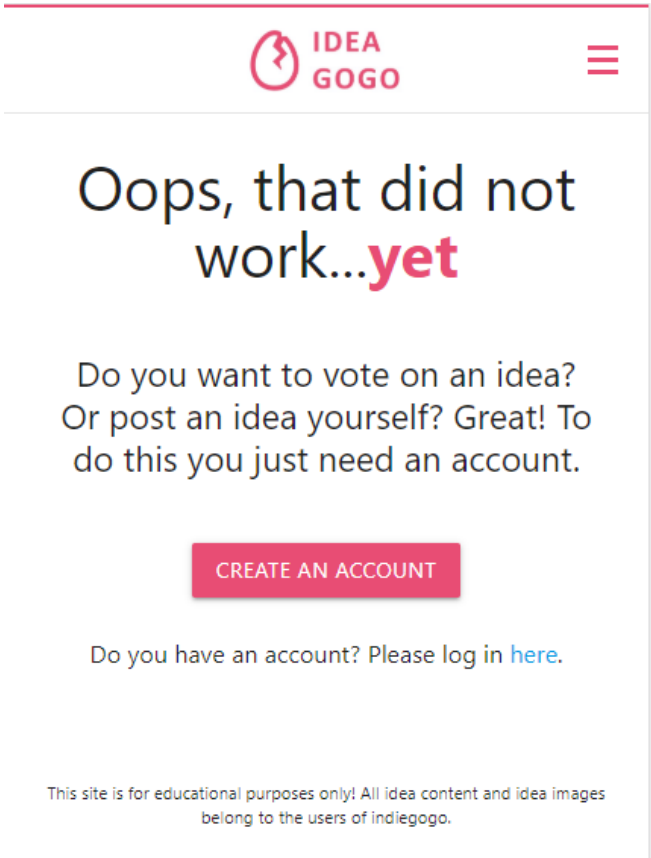 IDEA
GOGO
Oops, that did not
work...yet
Do you want to vote on an idea?
Or post an idea yourself? Great! To
do this you just need an account.
CREATE AN ACCOUNT
Do you have an account? Please log in here.
This site is for educational purposes only! All idea content and idea images
belong to the users of indiegogo.